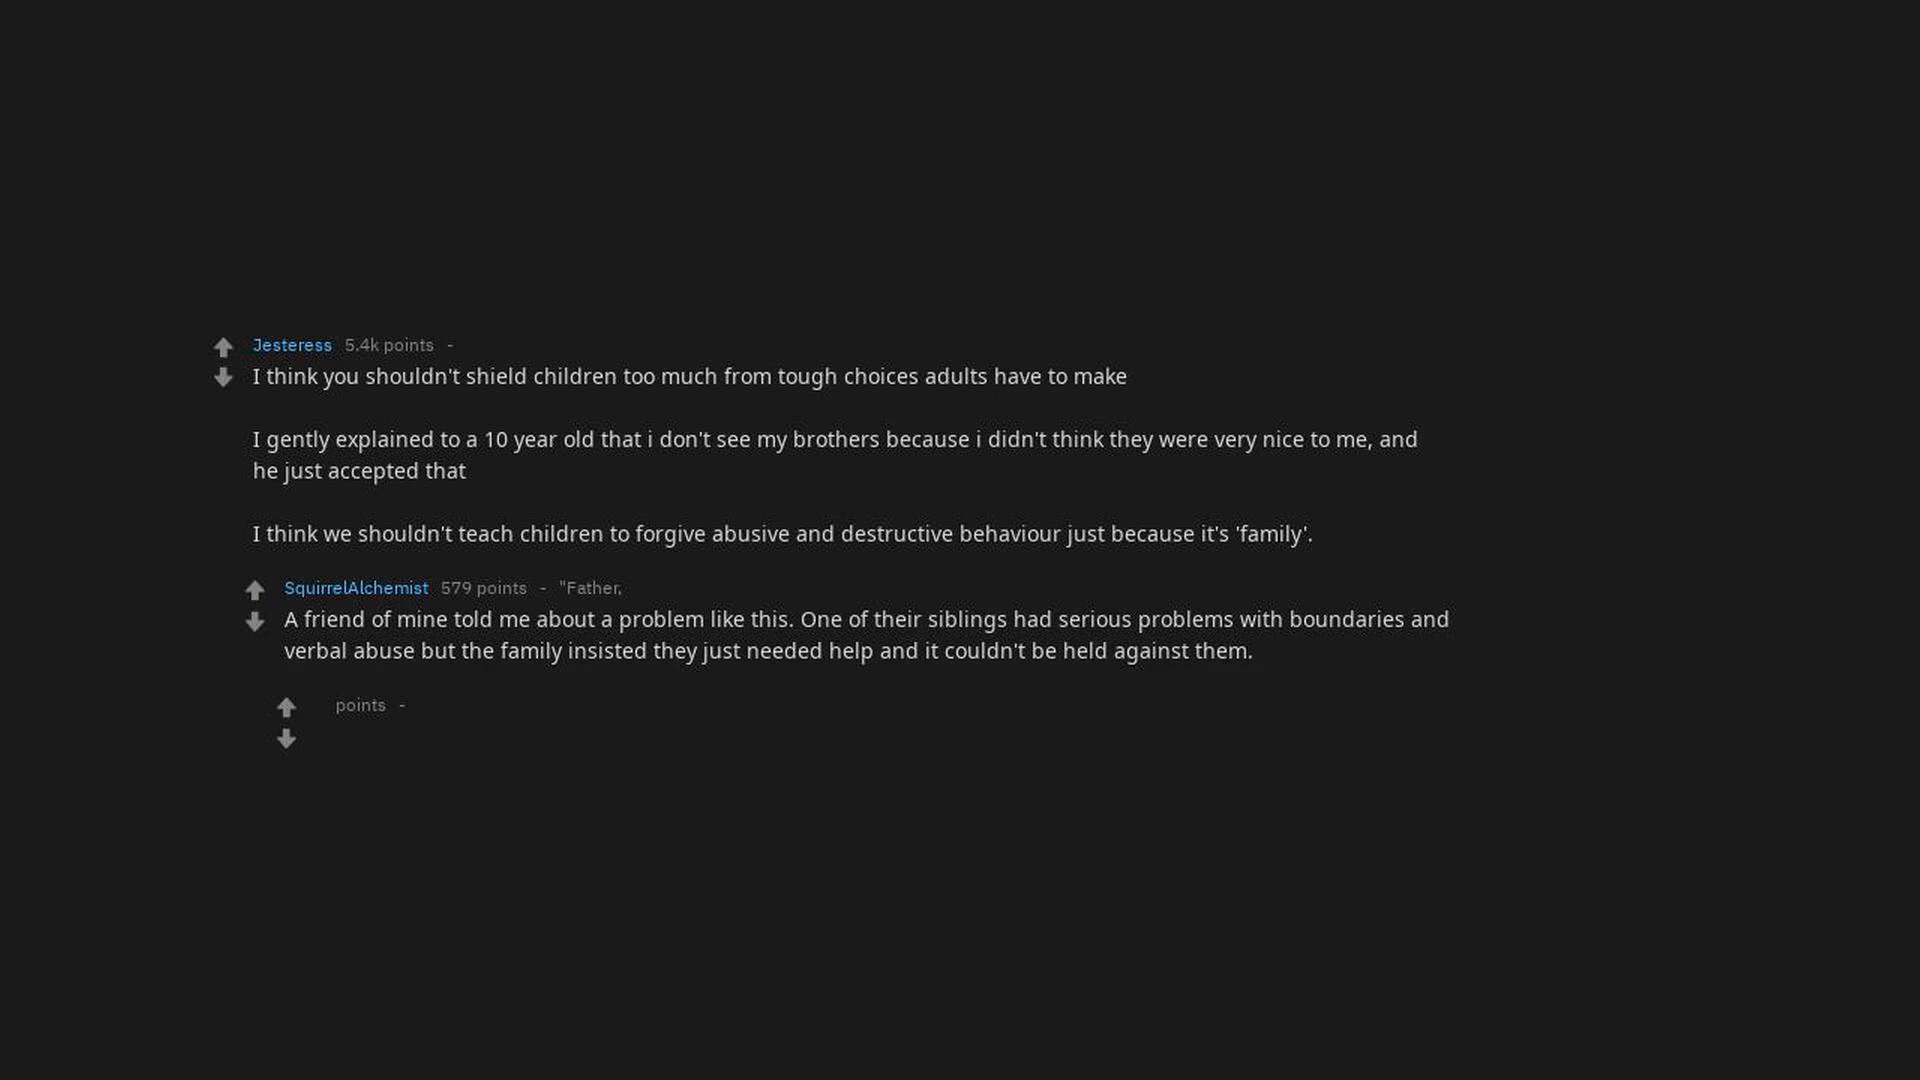 Jesteress 5.4k points -
I think you shouldn't shield children too much from tough choices adults have to make
I gently explained to a 10 year old that i don't see my brothers because i didn't think they were very nice to me, and
he just accepted that
I think we shouldn't teach children to forgive abusive and destructive behaviour just because it's 'family'.
SquirrelAlchemist 579 points - "Father,
A friend of mine told me about a problem like this. One of their siblings had serious problems with boundaries and
verbal abuse but the family insisted they just needed help and it couldn't be held against them.
points -